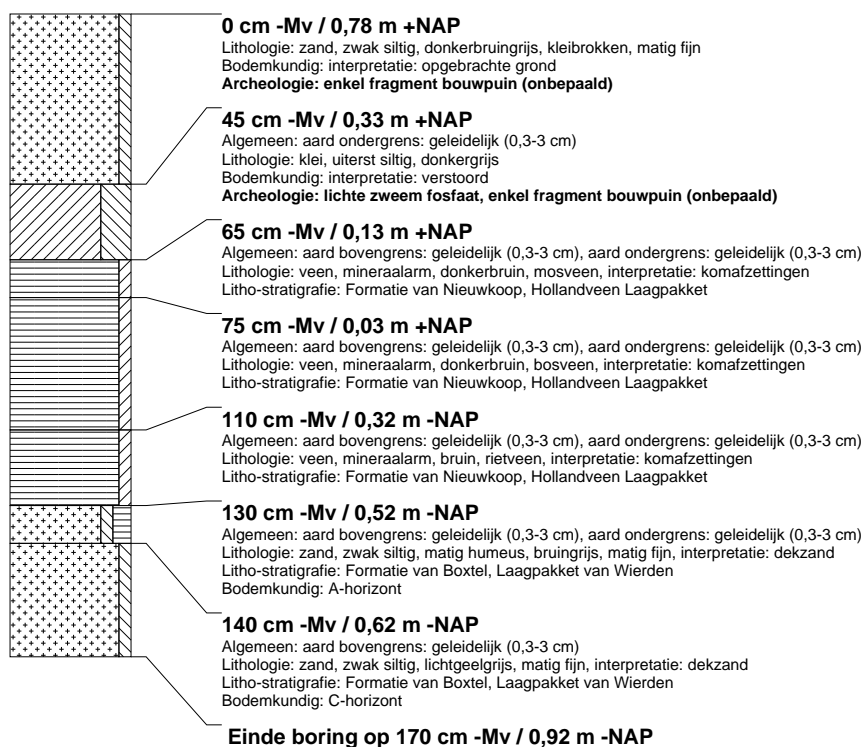 0 cm -Mv / 0,78 m +NAP
Lithologie: zand, zwak siltig, donkerbruingrijs, kleibrokken, matig fijn
Bodemkundig: interpretatie: opgebrachte grond
Archeologie: enkel fragment bouwpuin (onbepaald)
45 cm -Mv / 0,33 m +NAP
Algemeen: aard ondergrens: geleidelijk (0,3-3 cm)
Lithologie: klei, uiterst siltig, donkergrijs
Bodemkundig: interpretatie: verstoord
Archeologie: lichte zweem fosfaat, enkel fragment bouwpuin (onbepaald)
65 cm -Mv / 0,13 m +NAP
Algemeen: aard bovengrens: geleidelijk (0,3-3 cm), aard ondergrens: geleidelijk (0,3-3 cm)
Lithologie: veen, mineraalarm, donkerbruin, mosveen, interpretatie: komafzettingen
Litho-stratigrafie: Formatie van Nieuwkoop, Hollandveen Laagpakket
75 cm -Mv / 0,03 m +NAP
Algemeen: aard bovengrens: geleidelijk (0,3-3 cm), aard ondergrens: geleidelijk (0,3-3 cm)
Lithologie: veen, mineraalarm, donkerbruin, bosveen, interpretatie: komafzettingen
Litho-stratigrafie: Formatie van Nieuwkoop, Hollandveen Laagpakket
110 cm -Mv / 0,32 m -NAP
Algemeen: aard bovengrens: geleidelijk (0,3-3 cm), aard ondergrens: geleidelijk (0,3-3 cm)
Lithologie: veen, mineraalarm, bruin, rietveen, interpretatie: komafzettingen
Litho-stratigrafie: Formatie van Nieuwkoop, Hollandveen Laagpakket
130 cm -Mv / 0,52 m -NAP
Algemeen: aard bovengrens: geleidelijk (0,3-3 cm), aard ondergrens: geleidelijk (0,3-3 cm)
Lithologie: zand, zwak siltig, matig humeus, bruingrijs, matig fijn, interpretatie: dekzand
Litho-stratigrafie: Formatie van Boxtel, Laagpakket van Wierden
Bodemkundig: A-horizont
140 cm -Mv / 0,62 m -NAP
Algemeen: aard bovengrens: geleidelijk (0,3-3 cm)
Lithologie: zand, zwak siltig, lichtgeelgrijs, matig fijn, interpretatie: dekzand
Litho-stratigrafie: Formatie van Boxtel, Laagpakket van Wierden
Bodemkundig: C-horizont
Einde boring op 170 cm -Mv / 0,92 m -NAP